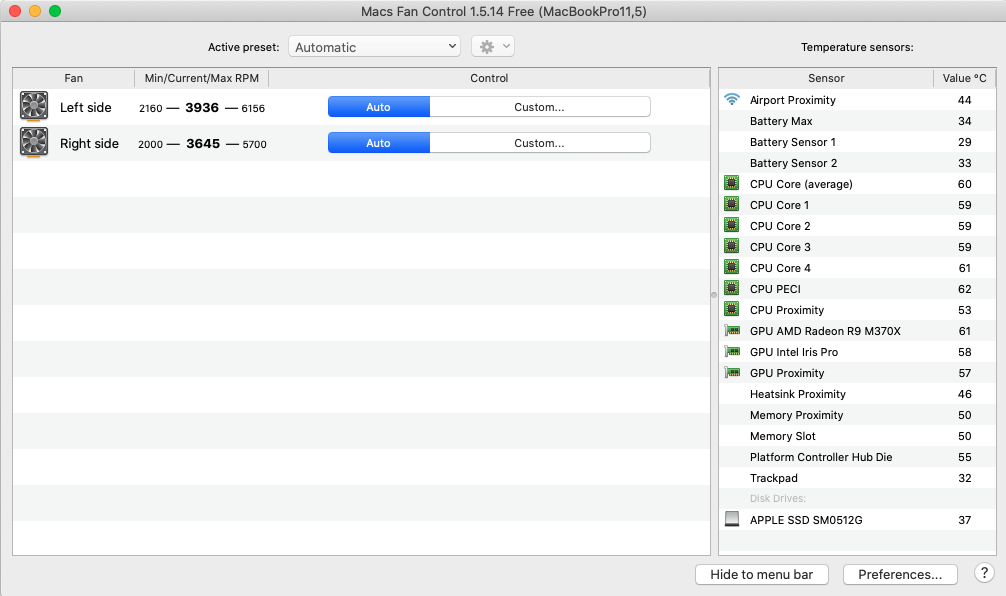 Macs Fan Control 1.5.14 Free (MacBookPro11,5)
Active preset: Automatic
Temperature sensors:
Fan Min/Current/Max RPM Control
Left side 2160 — 3936 — 6156 Auto Custom...
Right side 2000 — 3645 — 5700 Auto Custom...
Sensor Value °C
Airport Proximity 44
Battery Max 34
Battery Sensor 1 29
Battery Sensor 2 33
CPU Core (average) 60
CPU Core 1 59
CPU Core 2 59
CPU Core 3 59
CPU Core 4 61
CPU PECI 62
CPU Proximity 53
GPU AMD Radeon R9 M370X 61
GPU Intel Iris Pro 58
GPU Proximity 57
Heatsink Proximity 46
Memory Proximity 50
Memory Slot 50
Platform Controller Hub Die 55
Trackpad 32
Disk Drives:
APPLE SSD SM0512G 37
Hide to menu bar Preferences... ?